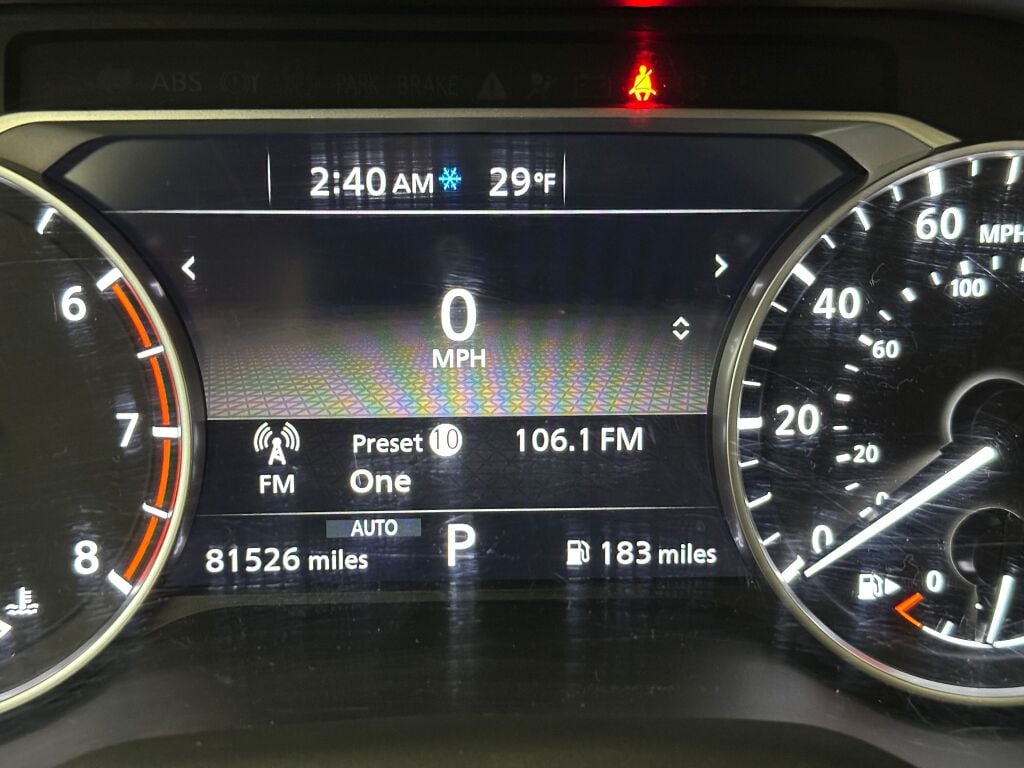 ABS
PARK BRAKE
2:40 AM 29°F
60 MPH
100
6
0
MPH
40
60
7
Preset 10 106.1 FM
FM One
20
20
AUTO
0
8
81526 miles P 183 miles
0
0